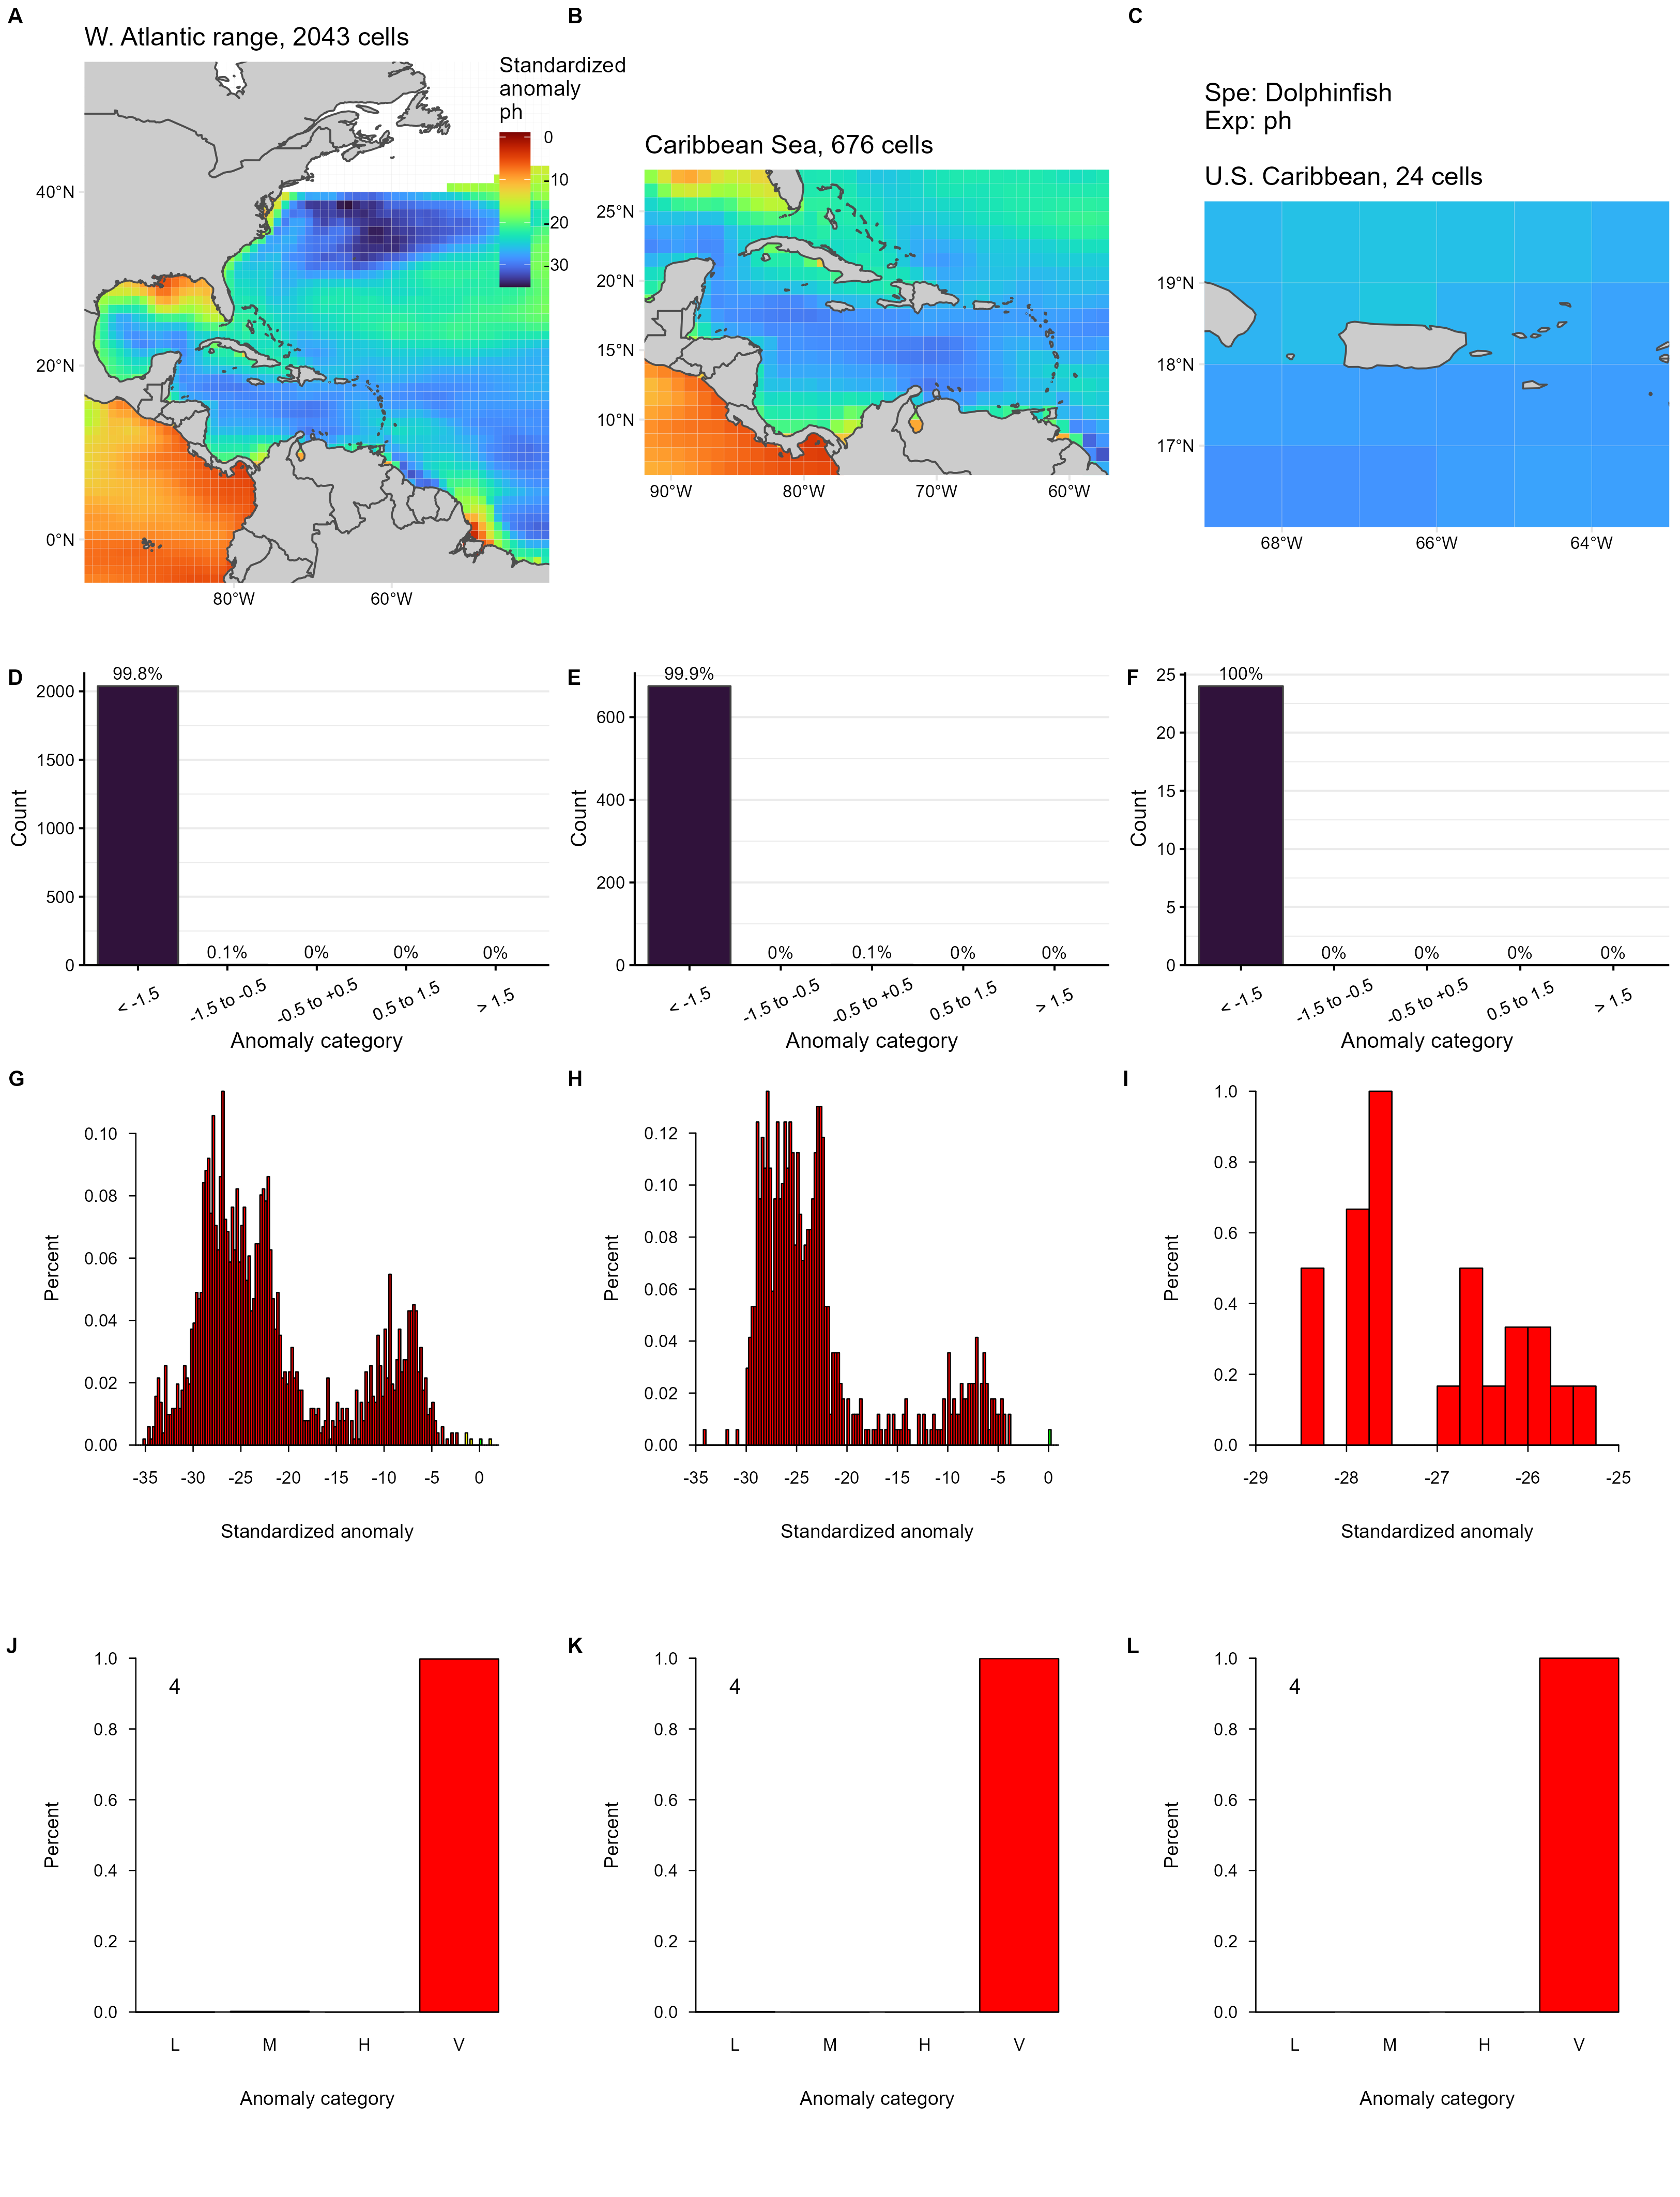 A
W. Atlantic range, 2043 cells
Standardized
anomaly
ph
0
-10
-20
-30
40°N
20°N
0°N
80°W
60°W
B
Caribbean Sea, 676 cells
25°N
20°N
15°N
10°N
90°W
80°W
70°W
60°W
C
Spe: Dolphinfish
Exp: ph
U.S. Caribbean, 24 cells
19°N
18°N
17°N
68°W
66°W
64°W
D
Count
2000
1500
1000
500
0
99.8%
0.1%
0%
0%
0%
< -1.5
-1.5 to -0.5
-0.5 to +0.5
0.5 to 1.5
> 1.5
Anomaly category
E
Count
600
400
200
0
99.9%
0%
0.1%
0%
0%
< -1.5
-1.5 to -0.5
-0.5 to +0.5
0.5 to 1.5
> 1.5
Anomaly category
F
Count
25
20
15
10
5
0
100%
0%
0%
0%
0%
< -1.5
-1.5 to -0.5
-0.5 to +0.5
0.5 to 1.5
> 1.5
Anomaly category
G
Percent
0.10
0.08
0.06
0.04
0.02
0.00
-35
-30
-25
-20
-15
-10
-5
0
Standardized anomaly
H
Percent
0.12
0.10
0.08
0.06
0.04
0.02
0.00
-35
-30
-25
-20
-15
-10
-5
0
Standardized anomaly
I
Percent
1.0
0.8
0.6
0.4
0.2
0.0
-29
-28
-27
-26
-25
Standardized anomaly
J
Percent
1.0
0.8
0.6
0.4
0.2
0.0
4
L
M
H
V
Anomaly category
K
Percent
1.0
0.8
0.6
0.4
0.2
0.0
4
L
M
H
V
Anomaly category
L
Percent
1.0
0.8
0.6
0.4
0.2
0.0
4
L
M
H
V
Anomaly category